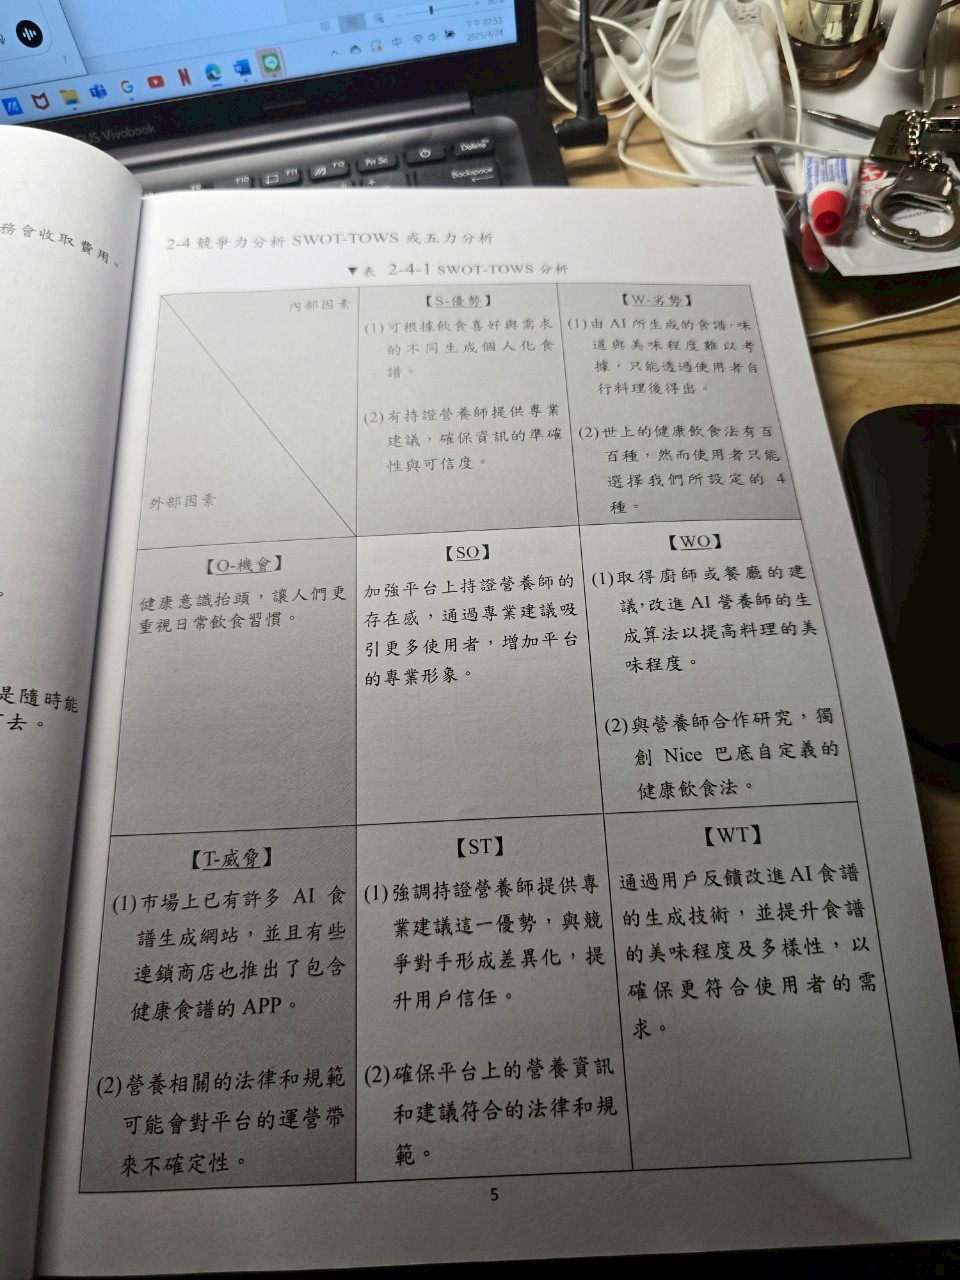 下午 07:53
2025/4/24
Vivobook
F10
F11
F12
Prt Sc
Delete
Backspace
務會收取費用。
是隨時能
去。
2-4 競爭力分析 SWOT-TOWS 或五力分析
▼表 2-4-1 SWOT-TOWS 分析
內部因素
外部因素
【S-優勢】
(1)可根據飲食喜好與需求
的不同生成個人化食
譜。
(2)有持證營養師提供專業
建議，確保資訊的準確
性與可信度。
【W-劣勢】
(1)由 AI 所生成的食譜，味
道與美味程度難以考
據，只能透過使用者自
行料理後得出。
(2)世上的健康飲食法有百
百種，然而使用者只能
選擇我們所設定的 4
種。
【O-機會】
健康意識抬頭，讓人們更
重視日常飲食習慣。
【SO】
加強平台上持證營養師的
存在感，通過專業建議吸
引更多使用者，增加平台
的專業形象。
【WO】
(1)取得廚師或餐廳的建
議，改進 AI 營養師的生
成算法以提高料理的美
味程度。
(2)與營養師合作研究，獨
創 Nice 巴底自定義的
健康飲食法。
【T-威脅】
(1)市場上已有許多 AI 食
譜生成網站，並且有些
連鎖商店也推出了包含
健康食譜的 APP。
(2)營養相關的法律和規範
可能會對平台的運營帶
來不確定性。
【ST】
(1)強調持證營養師提供專
業建議這一優勢，與競
爭對手形成差異化，提
升用戶信任。
(2)確保平台上的營養資訊
和建議符合的法律和規
範。
【WT】
通過用戶反饋改進AI食譜
的生成技術，並提升食譜
的美味程度及多樣性，以
確保更符合使用者的需
求。
5